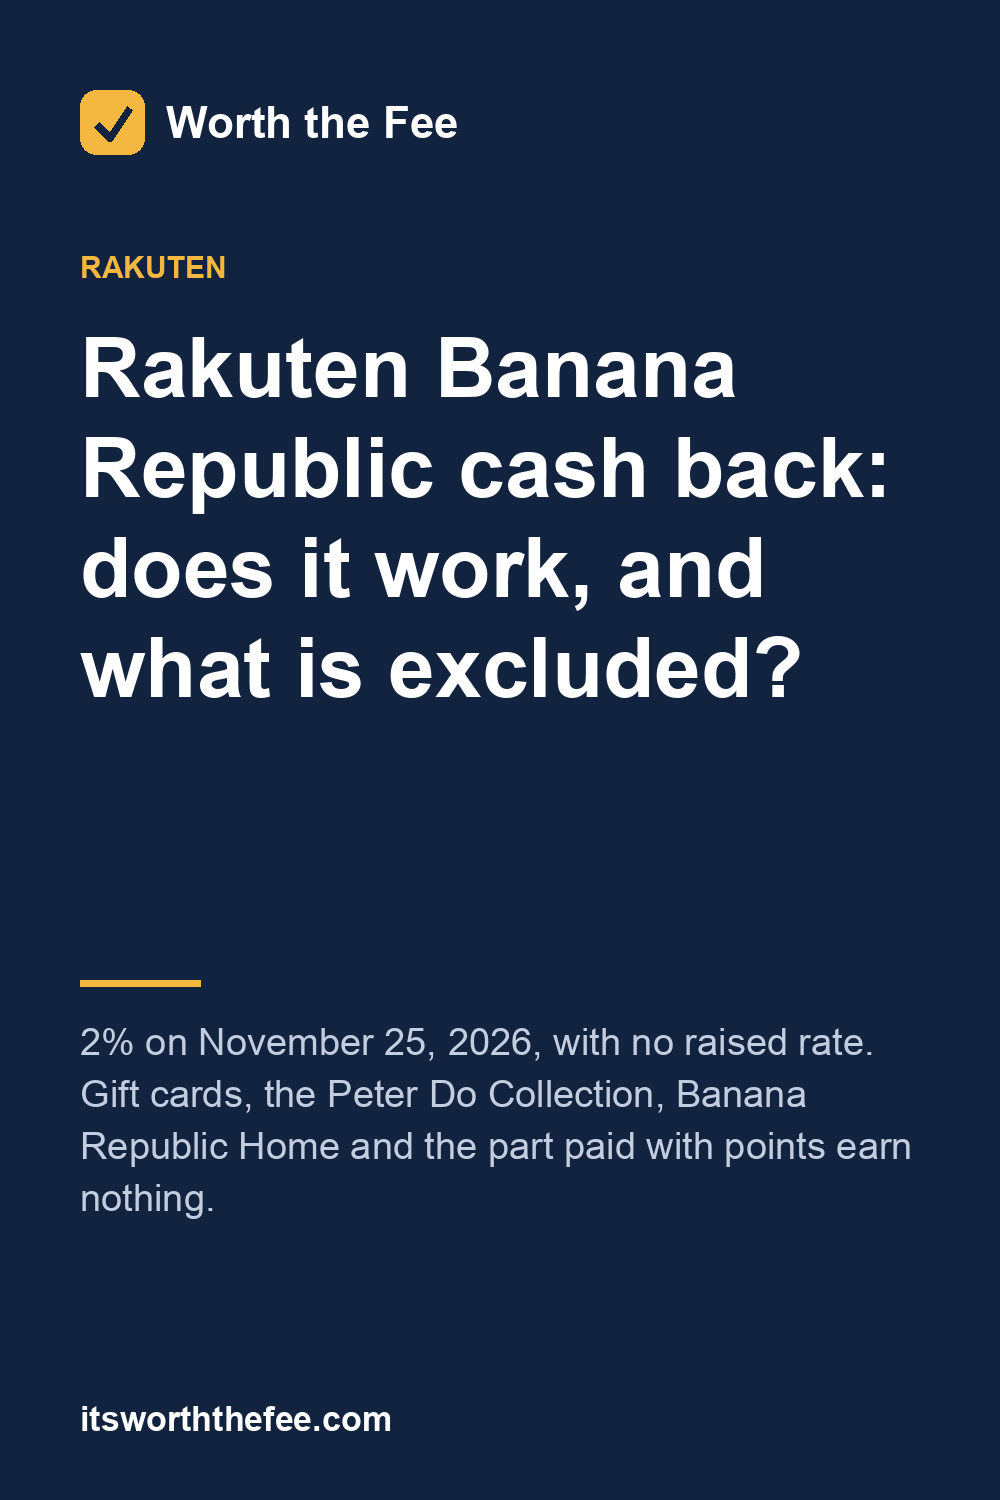 Worth the Fee
RAKUTEN
Rakuten Banana
Republic cash back:
does it work, and
what is excluded?
2% on November 25, 2026, with no raised rate.
Gift cards, the Peter Do Collection, Banana
Republic Home and the part paid with points earn
nothing.
itsworththefee.com